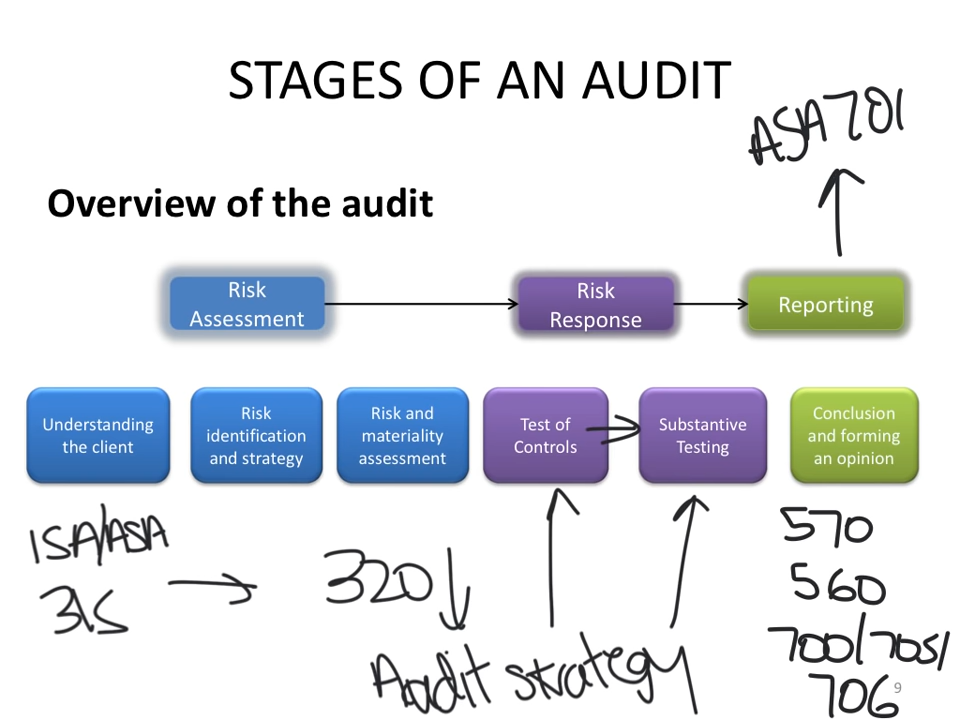 STAGES OF AN AUDIT
ASA 701
Overview of the audit
Risk
Assessment
Risk
Response
Reporting
Understanding
the client
Risk
identification
and strategy
Risk and
materiality
assessment
Test of
Controls
Substantive
Testing
Conclusion
and forming
an opinion
ISA/ASA
315
320
Audit strategy
570
560
700/705/
706
9